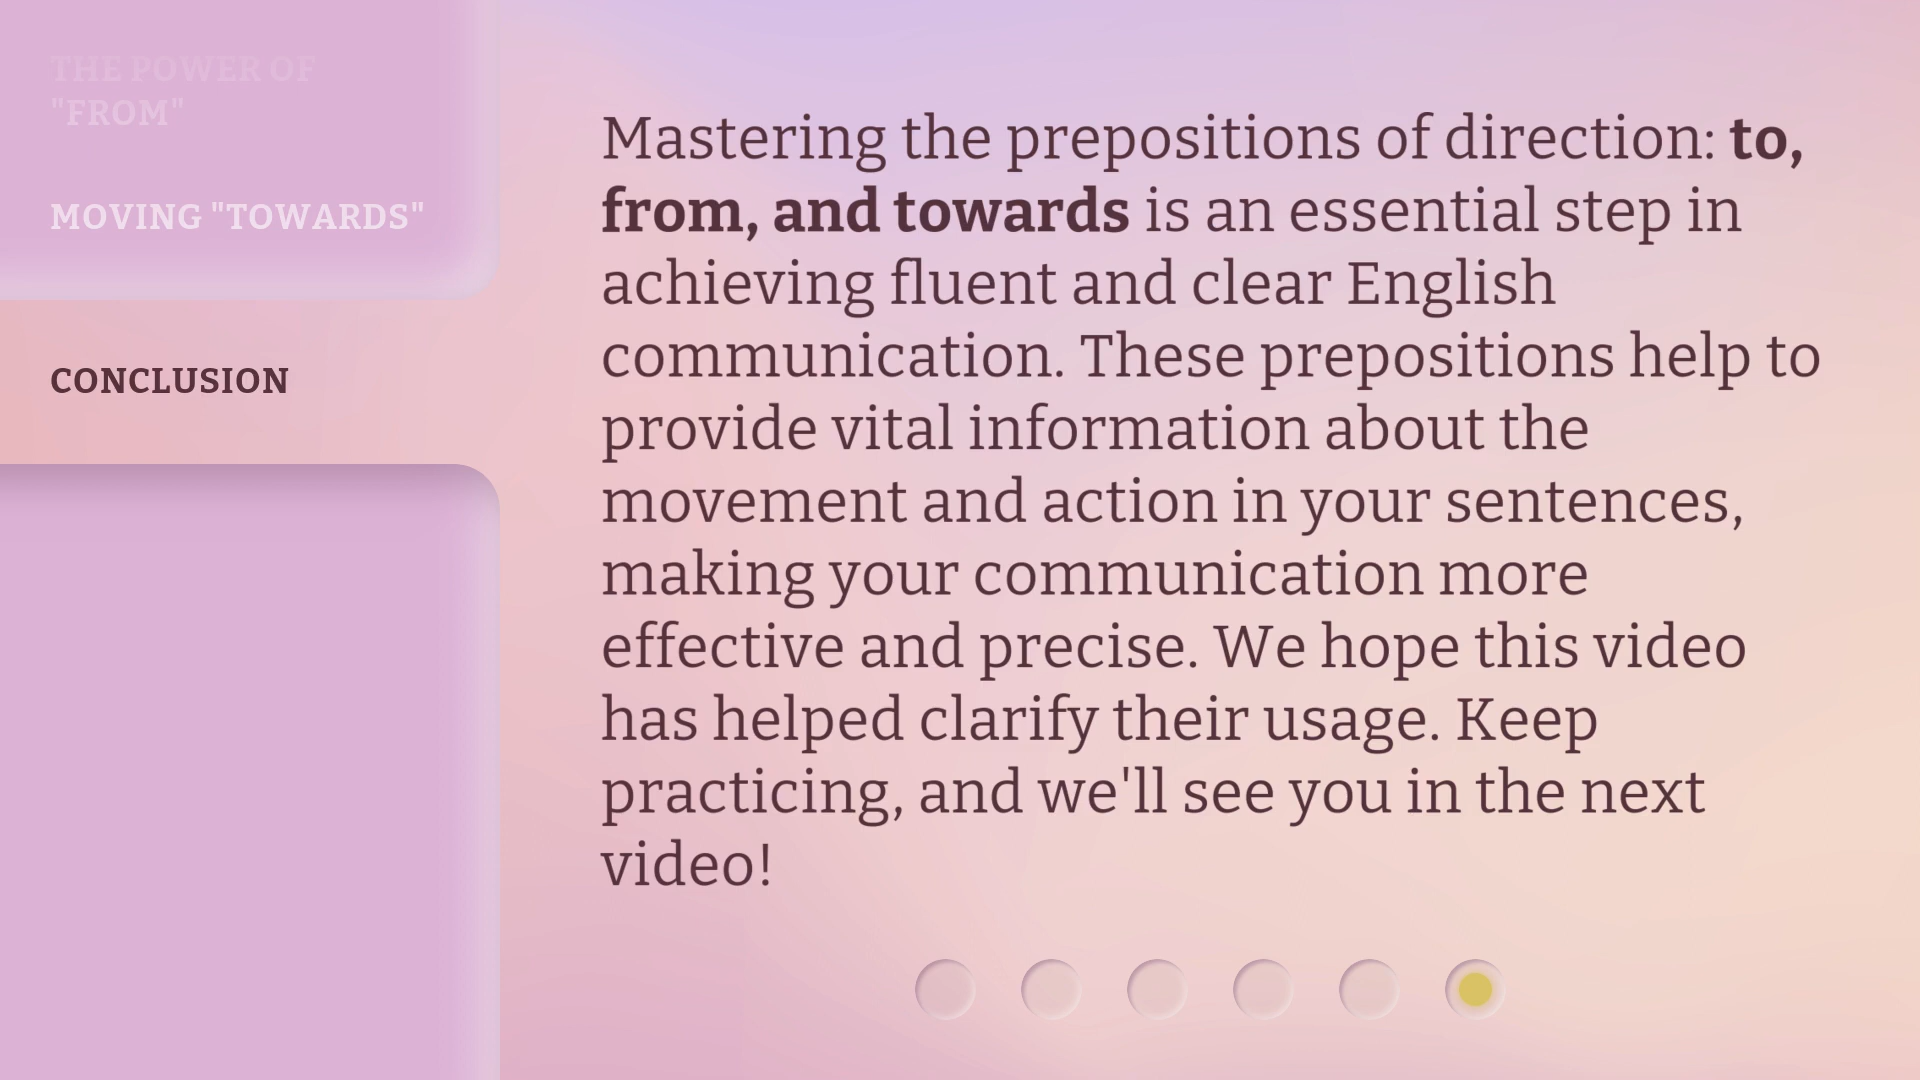 THE POWER OF
"FROM"
MOVING "TOWARDS"
CONCLUSION
Mastering the prepositions of direction: to,
from, and towards is an essential step in
achieving fluent and clear English
communication. These prepositions help to
provide vital information about the
movement and action in your sentences,
making your communication more
effective and precise. We hope this video
has helped clarify their usage. Keep
practicing, and we'll see you in the next
video!